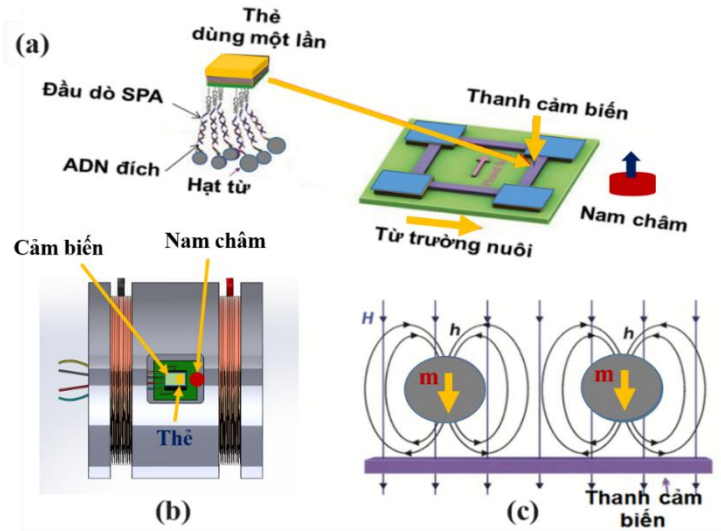 (a)
Thẻ
dùng một lần
Đầu dò SPA
ADN đích
Hạt từ
Thanh cảm biến
Nam châm
Từ trường nuôi
Cảm biến
Nam châm
Thẻ
(b)
H
h
h
m
m
Thanh cảm
biến
(c)